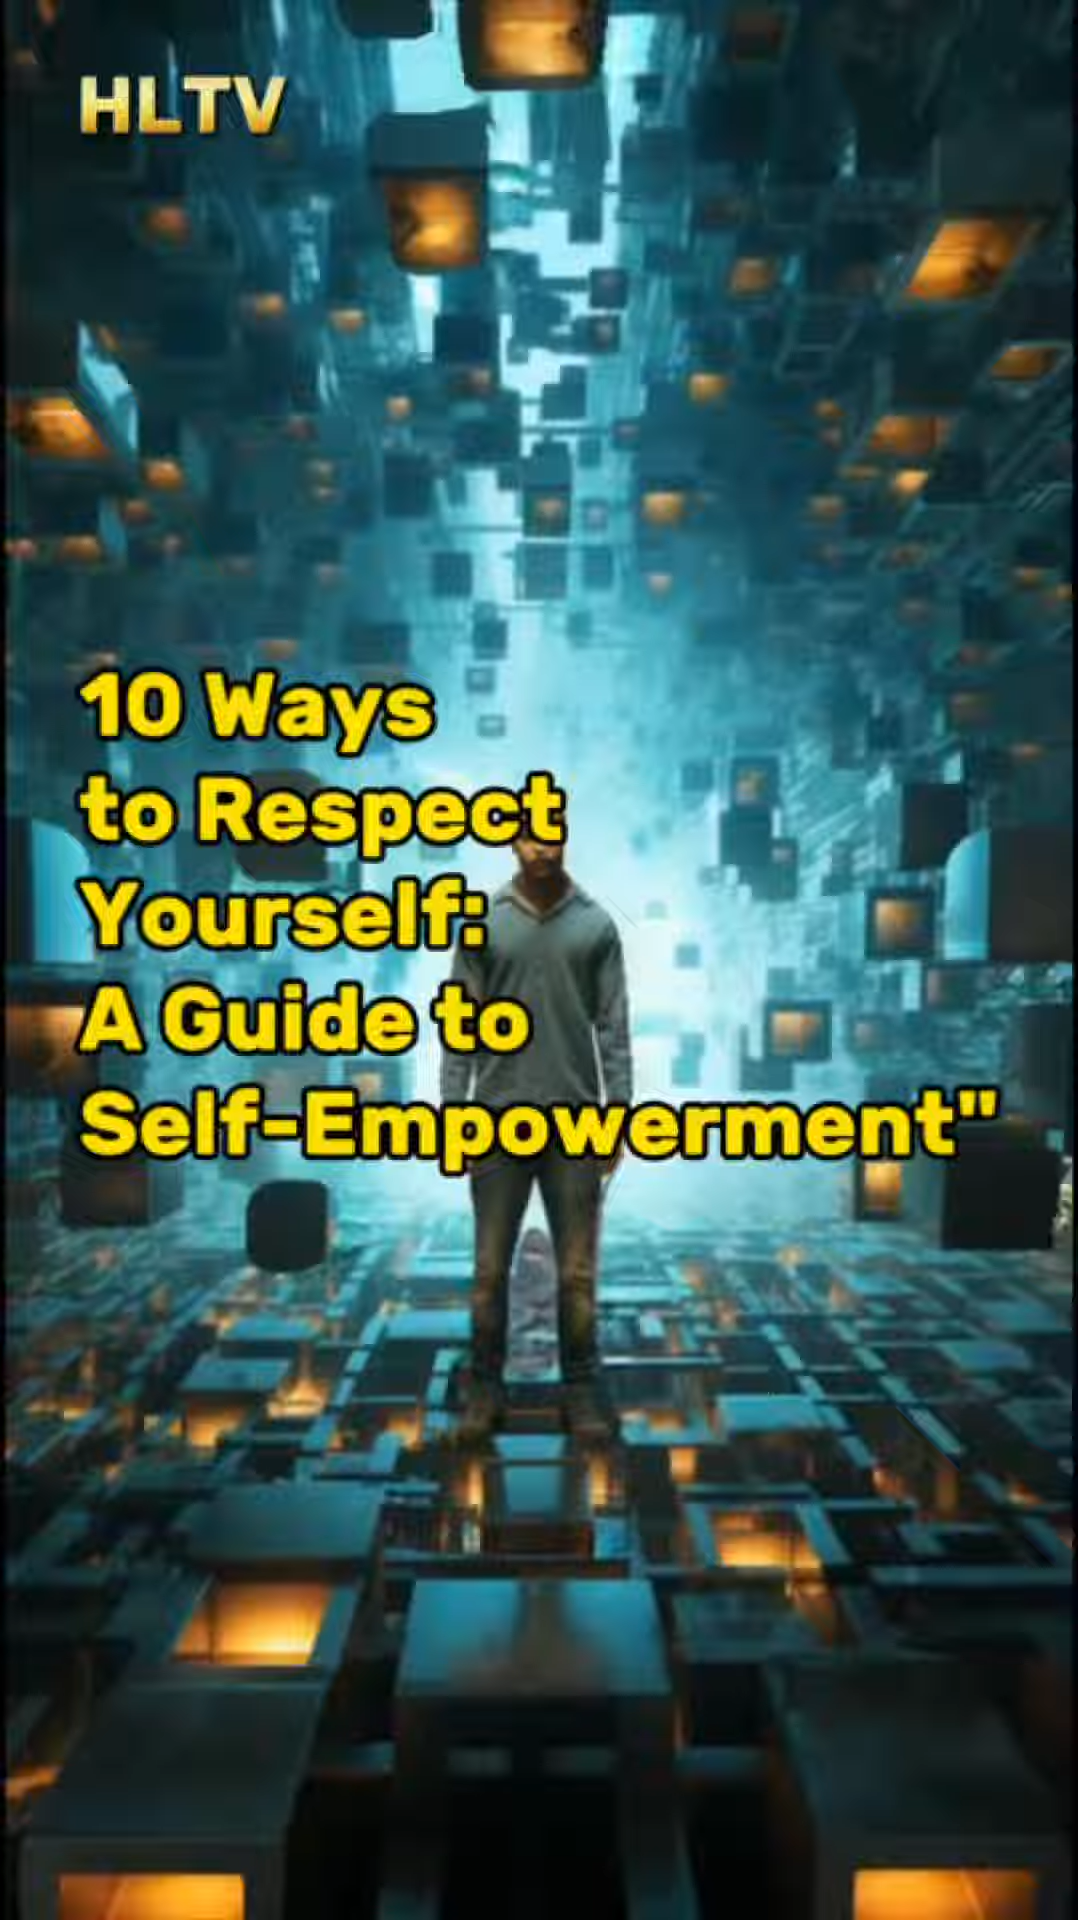 HLTV
10 Ways
to Respect
Yourself:
A Guide to
Self-Empowerment"